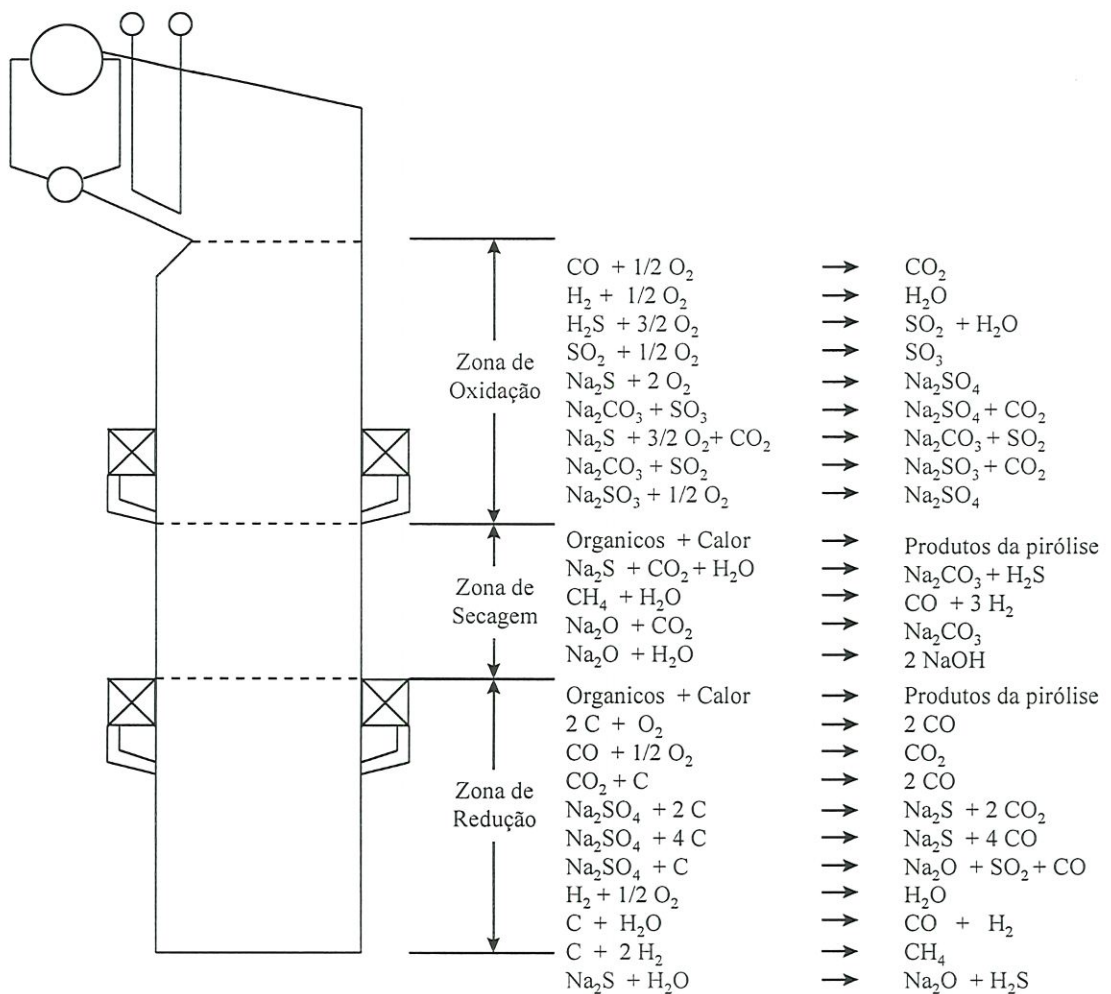 CO + 1/2 O₂ → CO₂
H₂ + 1/2 O₂ → H₂O
H₂S + 3/2 O₂ → SO₂ + H₂O
SO₂ + 1/2 O₂ → SO₃
Zona de
Oxidação
Na₂S + 2 O₂ → Na₂SO₄
Na₂CO₃ + SO₃ → Na₂SO₄ + CO₂
Na₂S + 3/2 O₂ + CO₂ → Na₂CO₃ + SO₂
Na₂CO₃ + SO₂ → Na₂SO₃ + CO₂
Na₂SO₃ + 1/2 O₂ → Na₂SO₄
Zona de
Secagem
Organicos + Calor → Produtos da pirólise
Na₂S + CO₂ + H₂O → Na₂CO₃ + H₂S
CH₄ + H₂O → CO + 3 H₂
Na₂O + CO₂ → Na₂CO₃
Na₂O + H₂O → 2 NaOH
Zona de
Redução
Organicos + Calor → Produtos da pirólise
2 C + O₂ → 2 CO
CO + 1/2 O₂ → CO₂
CO₂ + C → 2 CO
Na₂SO₄ + 2 C → Na₂S + 2 CO₂
Na₂SO₄ + 4 C → Na₂S + 4 CO
Na₂SO₄ + C → Na₂O + SO₂ + CO
H₂ + 1/2 O₂ → H₂O
C + H₂O → CO + H₂
C + 2 H₂ → CH₄
Na₂S + H₂O → Na₂O + H₂S